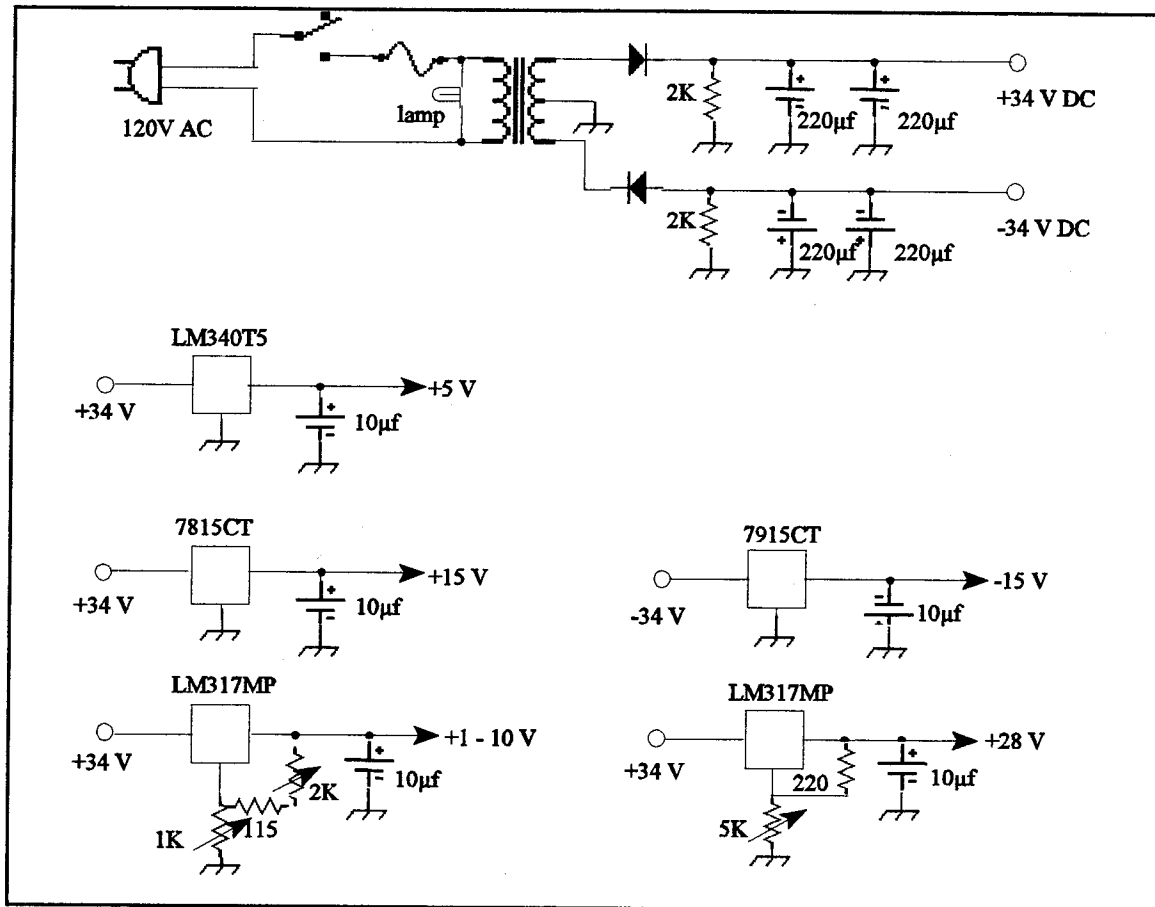 120V AC
lamp
2K
220µf
220µf
+34 V DC
2K
220µf
220µf
-34 V DC
LM340T5
+34 V
10µf
+5 V
7815CT
+34 V
10µf
+15 V
7915CT
-34 V
10µf
-15 V
LM317MP
+34 V
1K
115
2K
10µf
+1 - 10 V
LM317MP
+34 V
5K
220
10µf
+28 V